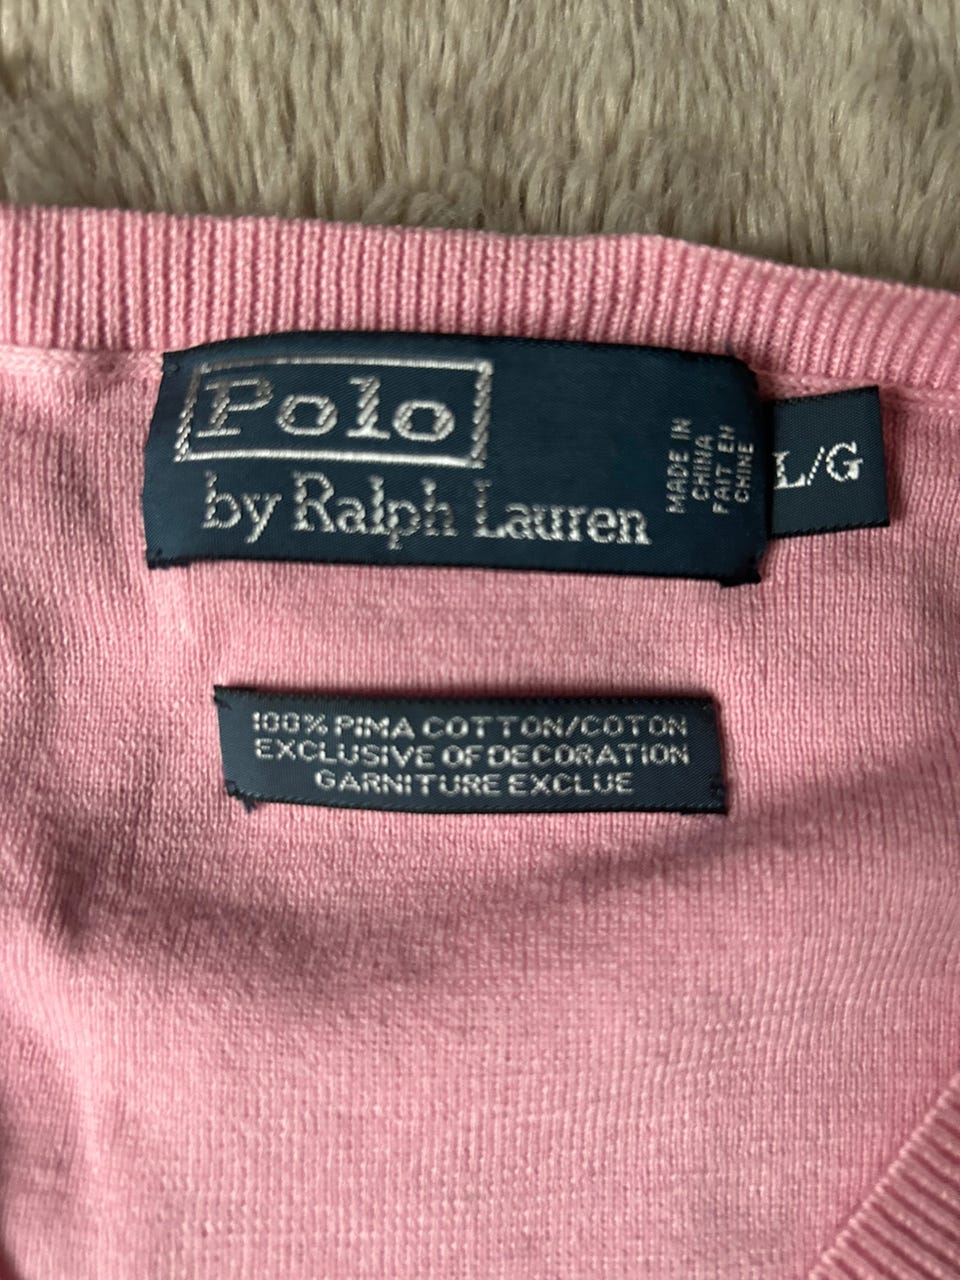 Polo
by Ralph Lauren
MADE IN
CHINA
FAIT EN
CHINE
L/G
100% PIMA COTTON/COTON
EXCLUSIVE OF DECORATION
GARNITURE EXCLUE